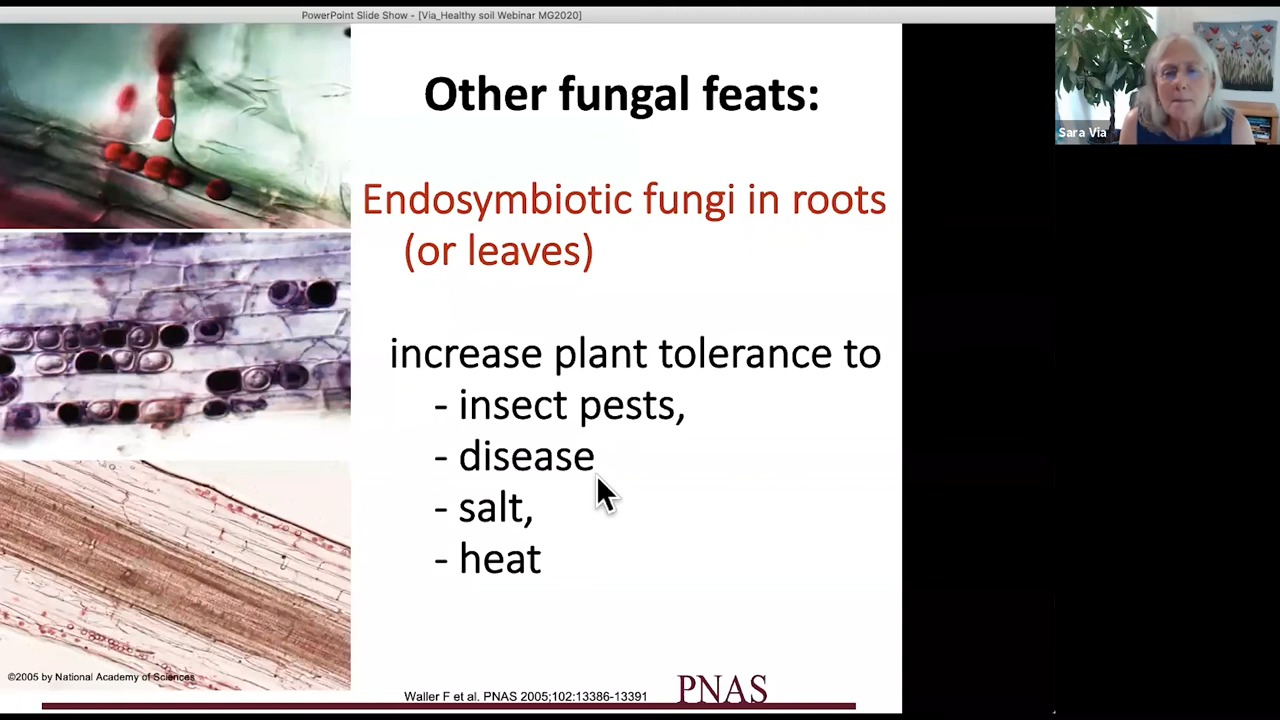 PowerPoint Slide Show - [Via_Healthy soil Webinar MG2020]
Other fungal feats:
Endosymbiotic fungi in roots
(or leaves)
increase plant tolerance to
- insect pests,
- disease
- salt,
- heat
©2005 by National Academy of Sciences
Waller F et al. PNAS 2005;102:13386-13391
PNAS
Sara Via